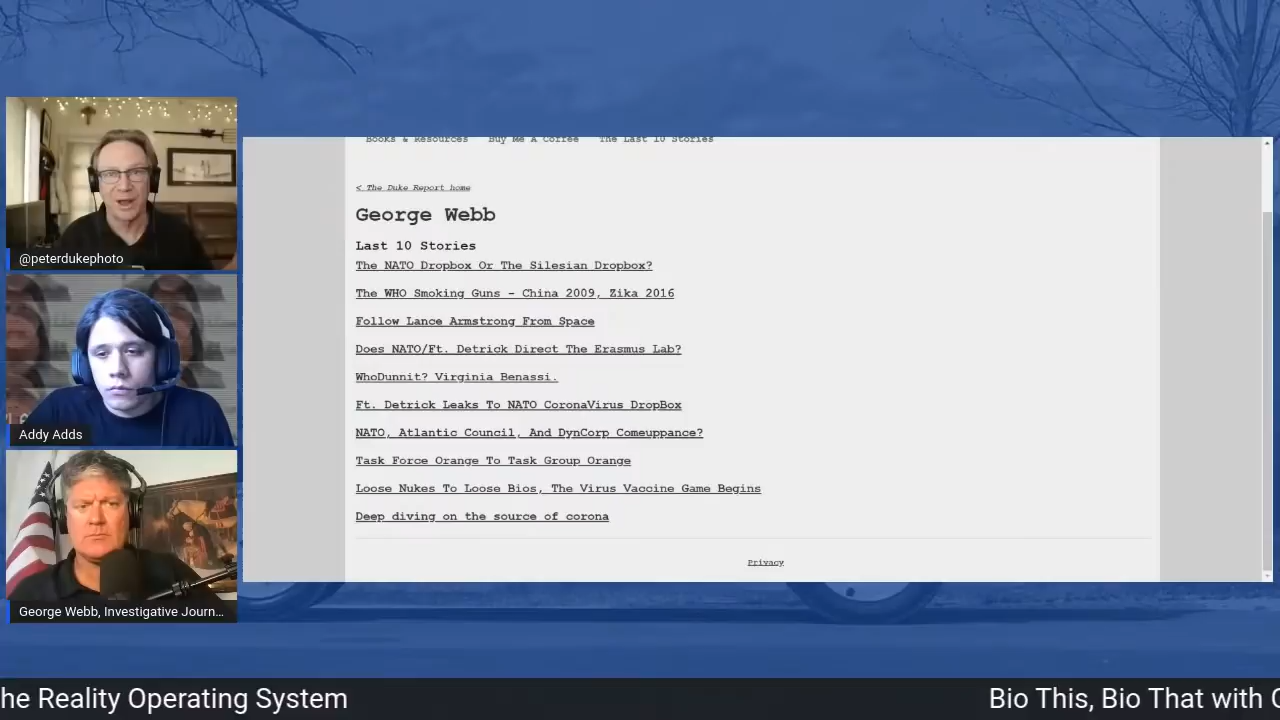 Books & Resources Buy Me A Coffee The Last 10 Stories
< The Duke Report home
George Webb
Last 10 Stories
The NATO Dropbox Or The Silesian Dropbox?
The WHO Smoking Guns - China 2009, Zika 2016
Follow Lance Armstrong From Space
Does NATO/Ft. Detrick Direct The Erasmus Lab?
WhoDunnit? Virginia Benassi.
Ft. Detrick Leaks To NATO CoronaVirus DropBox
NATO, Atlantic Council, And DynCorp Comeuppance?
Task Force Orange To Task Group Orange
Loose Nukes To Loose Bios, The Virus Vaccine Game Begins
Deep diving on the source of corona
Privacy
@peterdukephoto
Addy Adds
George Webb, Investigative Journ...
he Reality Operating System
Bio This, Bio That with